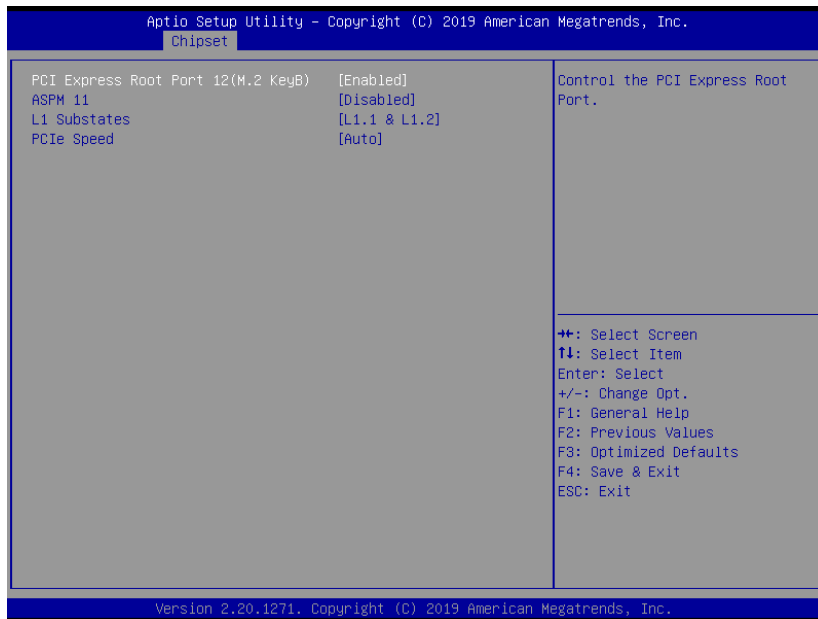 Aptio Setup Utility – Copyright (C) 2019 American Megatrends, Inc.
Chipset
PCI Express Root Port 12(M.2 KeyB) [Enabled]
ASPM 11 [Disabled]
L1 Substates [L1.1 & L1.2]
PCIe Speed [Auto]
Control the PCI Express Root
Port.
→←: Select Screen
↑↓: Select Item
Enter: Select
+/-: Change Opt.
F1: General Help
F2: Previous Values
F3: Optimized Defaults
F4: Save & Exit
ESC: Exit
Version 2.20.1271. Copyright (C) 2019 American Megatrends, Inc.